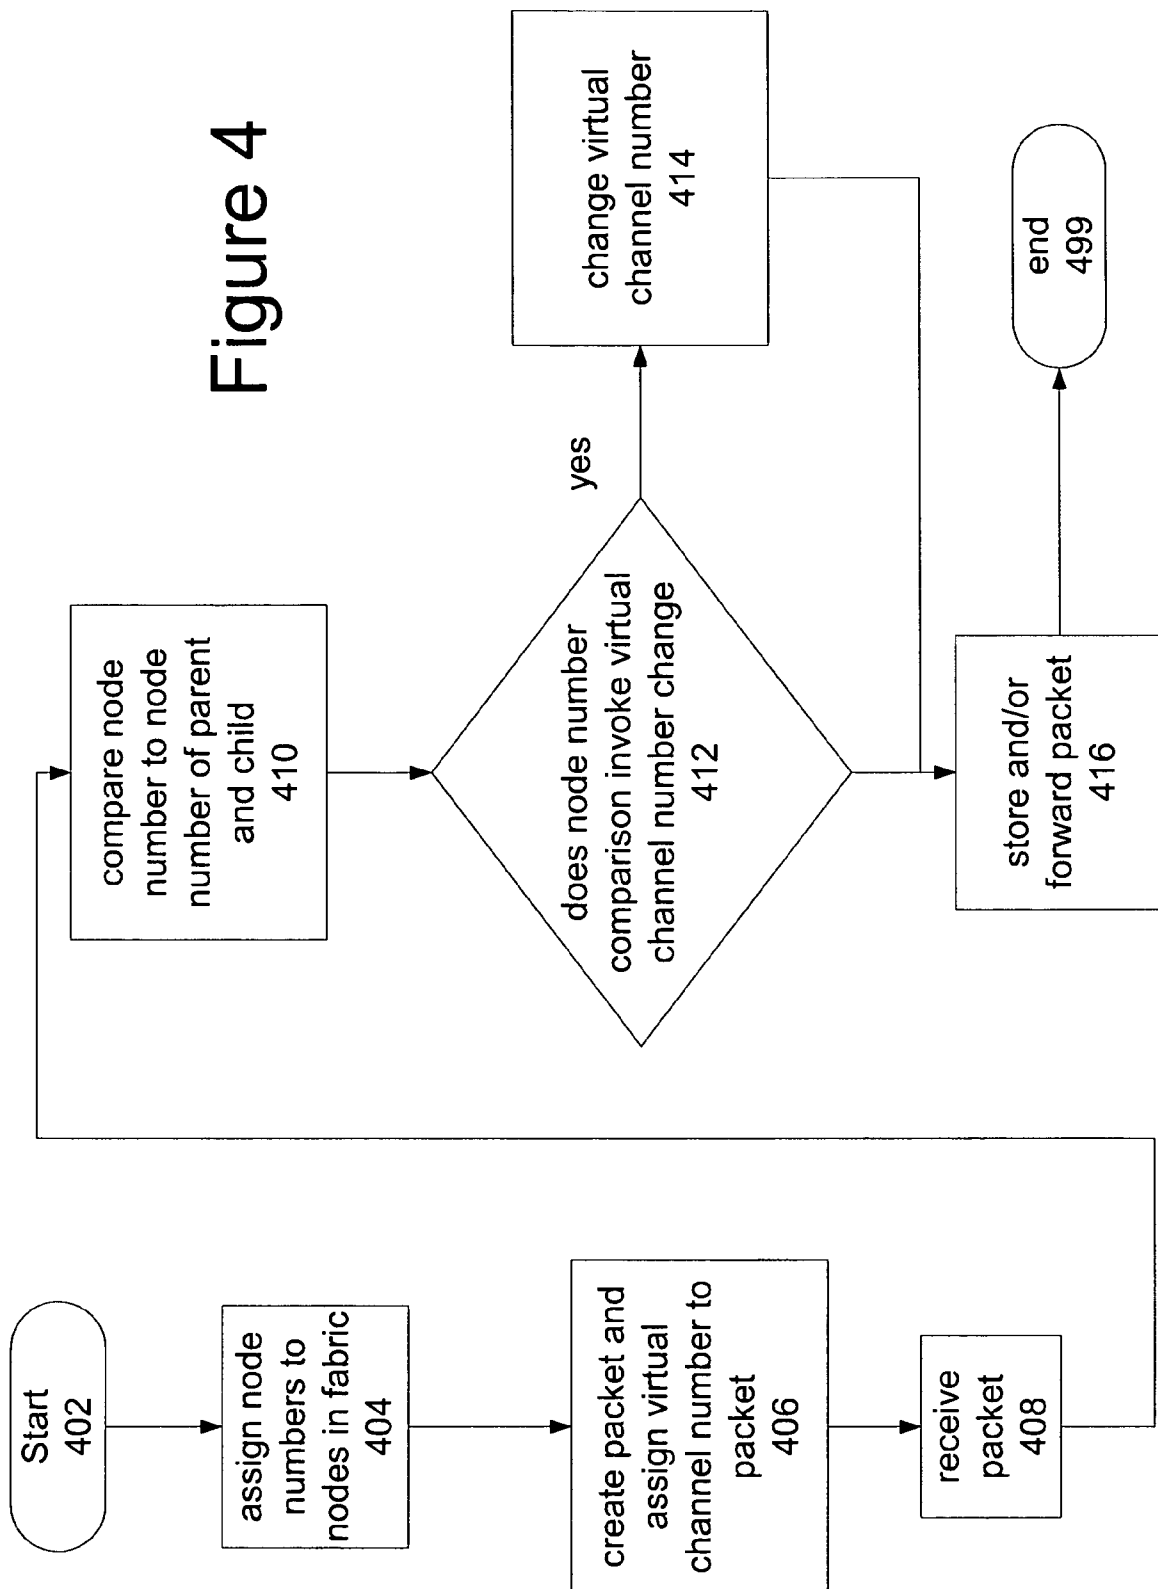 Figure 4
Start
402
assign node
numbers to
nodes in fabric
404
create packet and
assign virtual
channel number to
packet
406
receive
packet
408
compare node
number to node
number of parent
and child
410
does node number
comparison invoke virtual
channel number change
412
yes
change virtual
channel number
414
store and/or
forward packet
416
end
499